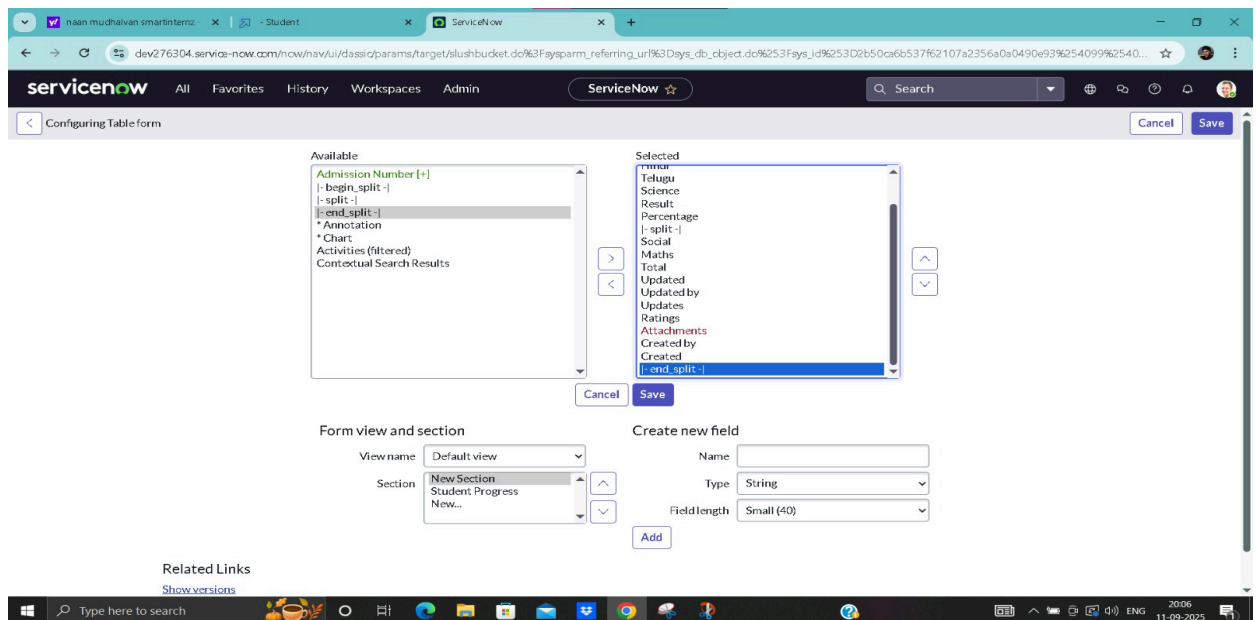 naan mudhalvan smartinternz -
- Student
ServiceNow
dev276304.service-now.com/now/nav/ui/classic/params/target/slushbucket.do%3Fsysparm_referring_url%3Dsys_db_object.do%253Fsys_id%253D2b50ca6b537f62107a2356a0a0490e93%254099%2540...
servicenow All Favorites History Workspaces Admin ServiceNow Search
Configuring Table form Cancel Save
Available
Admission Number [+]
|- begin_split -|
|- split -|
|- end_split -|
* Annotation
* Chart
Activities (filtered)
Contextual Search Results
Selected
Hindi
Telugu
Science
Result
Percentage
|- split -|
Social
Maths
Total
Updated
Updated by
Updates
Ratings
Attachments
Created by
Created
|- end_split -|
Cancel Save
Form view and section
View name Default view
Section New Section
Student Progress
New...
Create new field
Name
Type String
Field length Small (40)
Add
Related Links
Show versions
Type here to search
ENG
20:06
11-09-2025